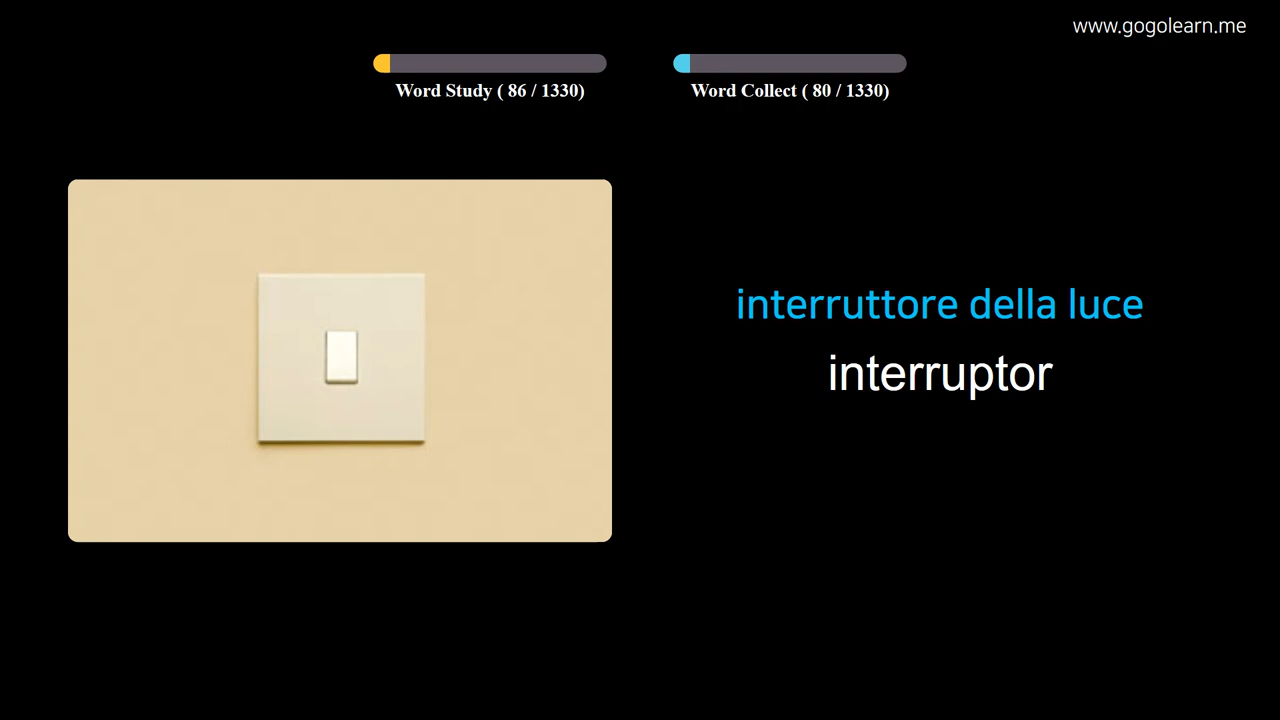 www.gogolearn.me
Word Study ( 86 / 1330)
Word Collect ( 80 / 1330)
interruttore della luce
interruptor